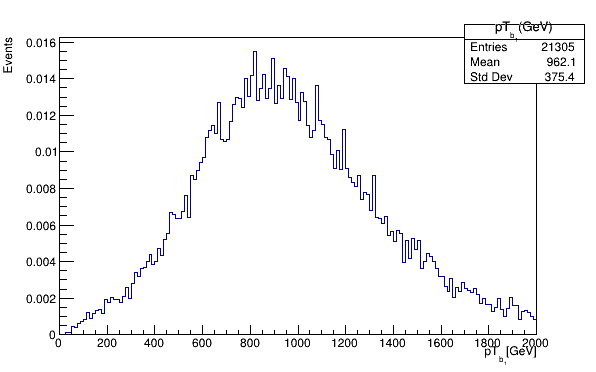 pT_b_1 (GeV)
Entries 21305
Mean 962.1
Std Dev 375.4
Events
0.016
0.014
0.012
0.01
0.008
0.006
0.004
0.002
0
0 200 400 600 800 1000 1200 1400 1600 1800 2000
pT_b_1 [GeV]